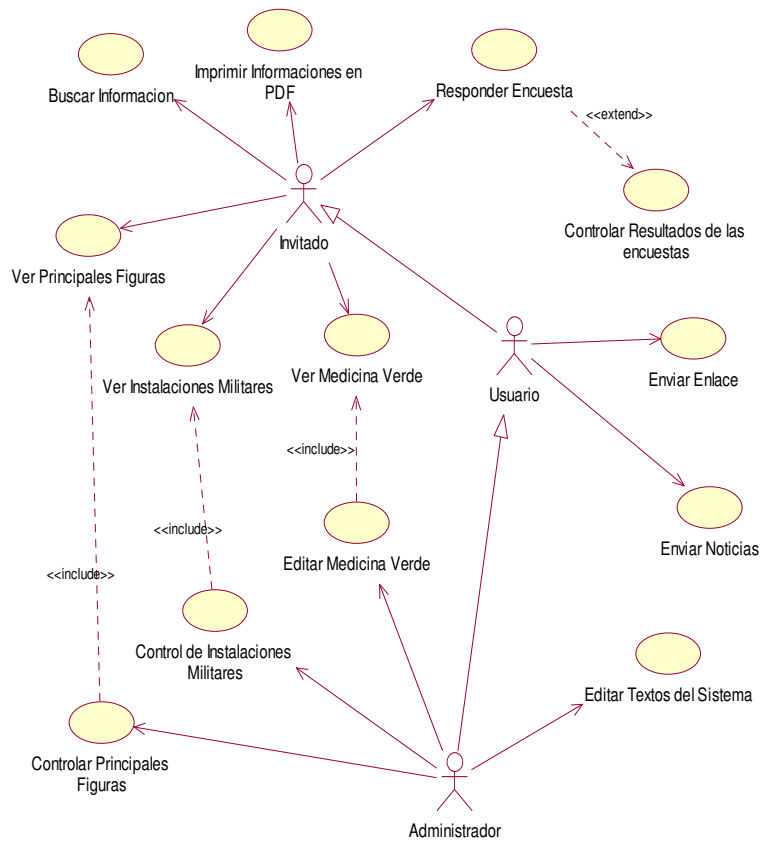 Imprimir Informaciones en
PDF
Buscar Informacion
Responder Encuesta
<<extend>>
Controlar Resultados de las
encuestas
Invitado
Ver Principales Figuras
Ver Instalaciones Militares
Ver Medicina Verde
Usuario
Enviar Enlace
<<include>>
<<include>>
<<include>>
Editar Medicina Verde
Enviar Noticias
Control de Instalaciones
Militares
Editar Textos del Sistema
Controlar Principales
Figuras
Administrador